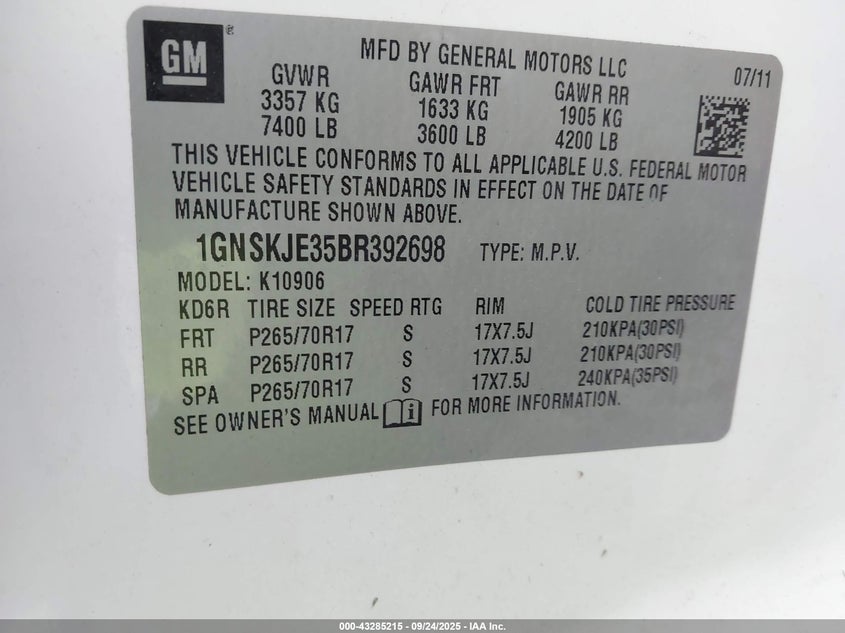 GM®
MFD BY GENERAL MOTORS LLC
07/11
GVWR GAWR FRT GAWR RR
3357 KG 1633 KG 1905 KG
7400 LB 3600 LB 4200 LB
THIS VEHICLE CONFORMS TO ALL APPLICABLE U.S. FEDERAL MOTOR
VEHICLE SAFETY STANDARDS IN EFFECT ON THE DATE OF
MANUFACTURE SHOWN ABOVE.
1GNSKJE35BR392698 TYPE: M.P.V.
MODEL: K10906
KD6R TIRE SIZE SPEED RTG RIM COLD TIRE PRESSURE
FRT P265/70R17 S 17X7.5J 210KPA(30PSI)
RR P265/70R17 S 17X7.5J 210KPA(30PSI)
SPA P265/70R17 S 17X7.5J 240KPA(35PSI)
SEE OWNER'S MANUAL i FOR MORE INFORMATION.
000-43285215 - 09/24/2025 - IAA Inc.